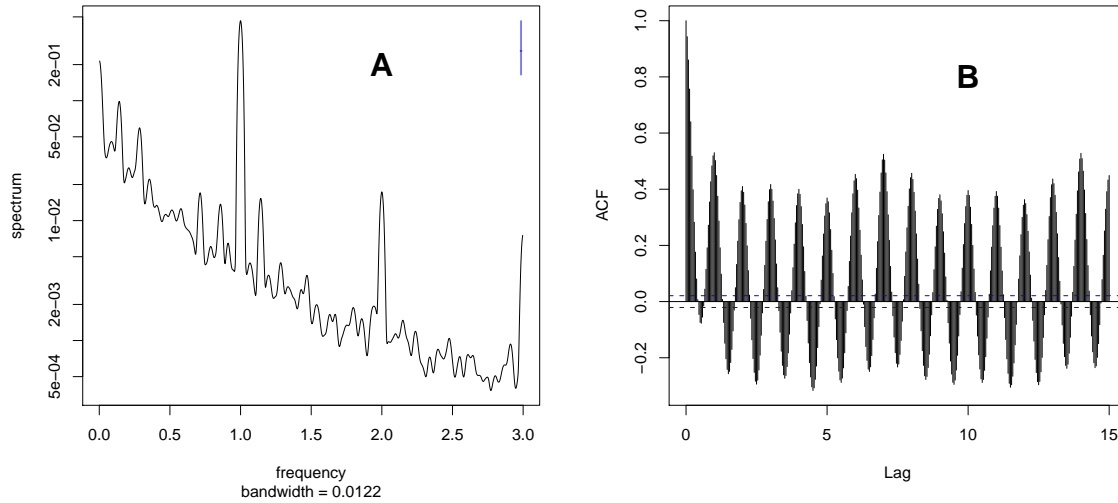 A
spectrum
2e-01
5e-02
1e-02
2e-03
5e-04
0.0 0.5 1.0 1.5 2.0 2.5 3.0
frequency
bandwidth = 0.0122
B
ACF
1.0
0.8
0.6
0.4
0.2
0.0
−0.2
0 5 10 15
Lag